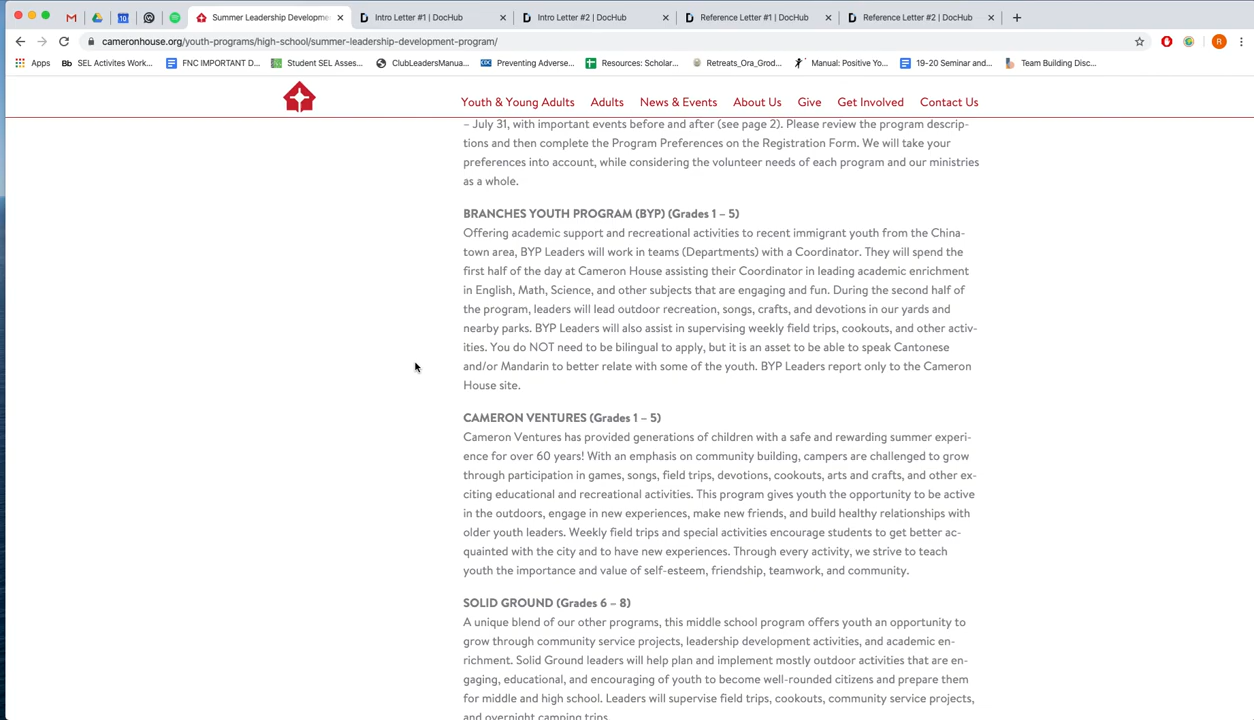 Summer Leadership Developme
Intro Letter #1 | DocHub
Intro Letter #2 | DocHub
Reference Letter #1 | DocHub
Reference Letter #2 | DocHub
cameronhouse.org/youth-programs/high-school/summer-leadership-development-program/
R
Apps
Bb SEL Activites Work...
FNC IMPORTANT D...
Student SEL Asses...
ClubLeadersManua...
Preventing Adverse...
Resources: Scholar...
Retreats_Ora_Grod...
Manual: Positive Yo...
19-20 Seminar and...
Team Building Disc...
Youth & Young Adults
Adults
News & Events
About Us
Give
Get Involved
Contact Us
– July 31, with important events before and after (see page 2). Please review the program descrip-
tions and then complete the Program Preferences on the Registration Form. We will take your
preferences into account, while considering the volunteer needs of each program and our ministries
as a whole.
BRANCHES YOUTH PROGRAM (BYP) (Grades 1 – 5)
Offering academic support and recreational activities to recent immigrant youth from the China-
town area, BYP Leaders will work in teams (Departments) with a Coordinator. They will spend the
first half of the day at Cameron House assisting their Coordinator in leading academic enrichment
in English, Math, Science, and other subjects that are engaging and fun. During the second half of
the program, leaders will lead outdoor recreation, songs, crafts, and devotions in our yards and
nearby parks. BYP Leaders will also assist in supervising weekly field trips, cookouts, and other activ-
ities. You do NOT need to be bilingual to apply, but it is an asset to be able to speak Cantonese
and/or Mandarin to better relate with some of the youth. BYP Leaders report only to the Cameron
House site.
CAMERON VENTURES (Grades 1 – 5)
Cameron Ventures has provided generations of children with a safe and rewarding summer experi-
ence for over 60 years! With an emphasis on community building, campers are challenged to grow
through participation in games, songs, field trips, devotions, cookouts, arts and crafts, and other ex-
citing educational and recreational activities. This program gives youth the opportunity to be active
in the outdoors, engage in new experiences, make new friends, and build healthy relationships with
older youth leaders. Weekly field trips and special activities encourage students to get better ac-
quainted with the city and to have new experiences. Through every activity, we strive to teach
youth the importance and value of self-esteem, friendship, teamwork, and community.
SOLID GROUND (Grades 6 – 8)
A unique blend of our other programs, this middle school program offers youth an opportunity to
grow through community service projects, leadership development activities, and academic en-
richment. Solid Ground leaders will help plan and implement mostly outdoor activities that are en-
gaging, educational, and encouraging of youth to become well-rounded citizens and prepare them
for middle and high school. Leaders will supervise field trips, cookouts, community service projects,
and overnight camping trips.